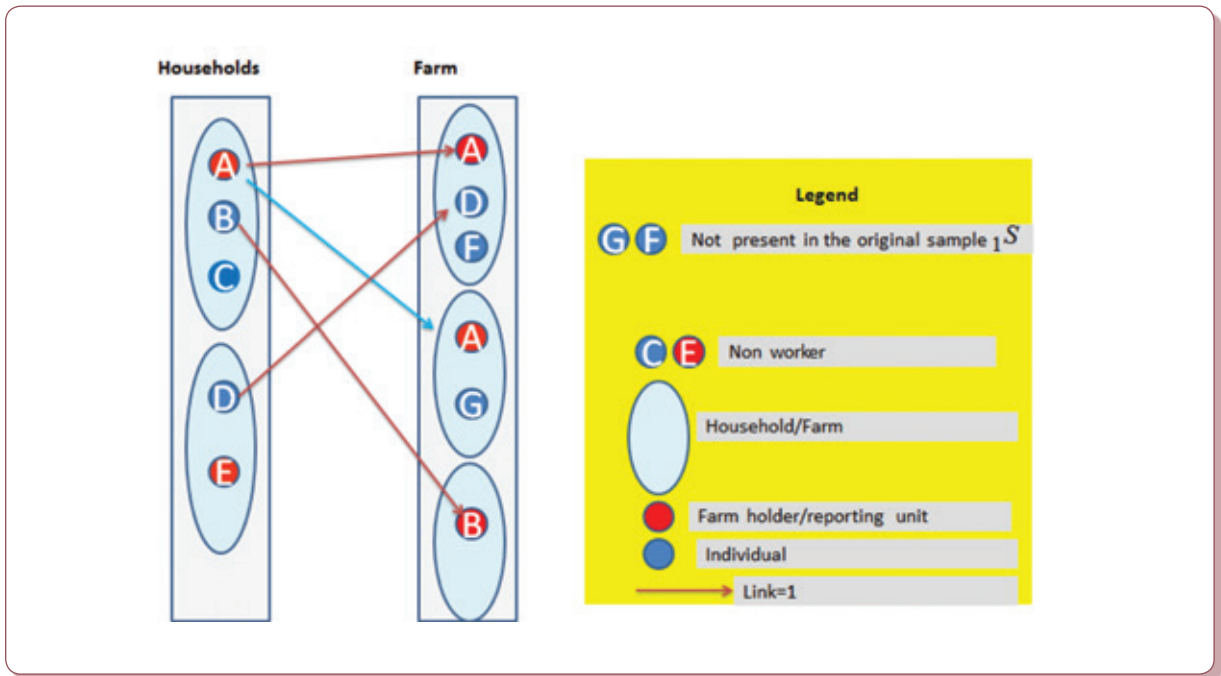 Households
Farm
A
B
C
D
E
A
D
F
A
G
B
Legend
G F Not present in the original sample ₁S
C E Non worker
Household/Farm
Farm holder/reporting unit
Individual
Link=1